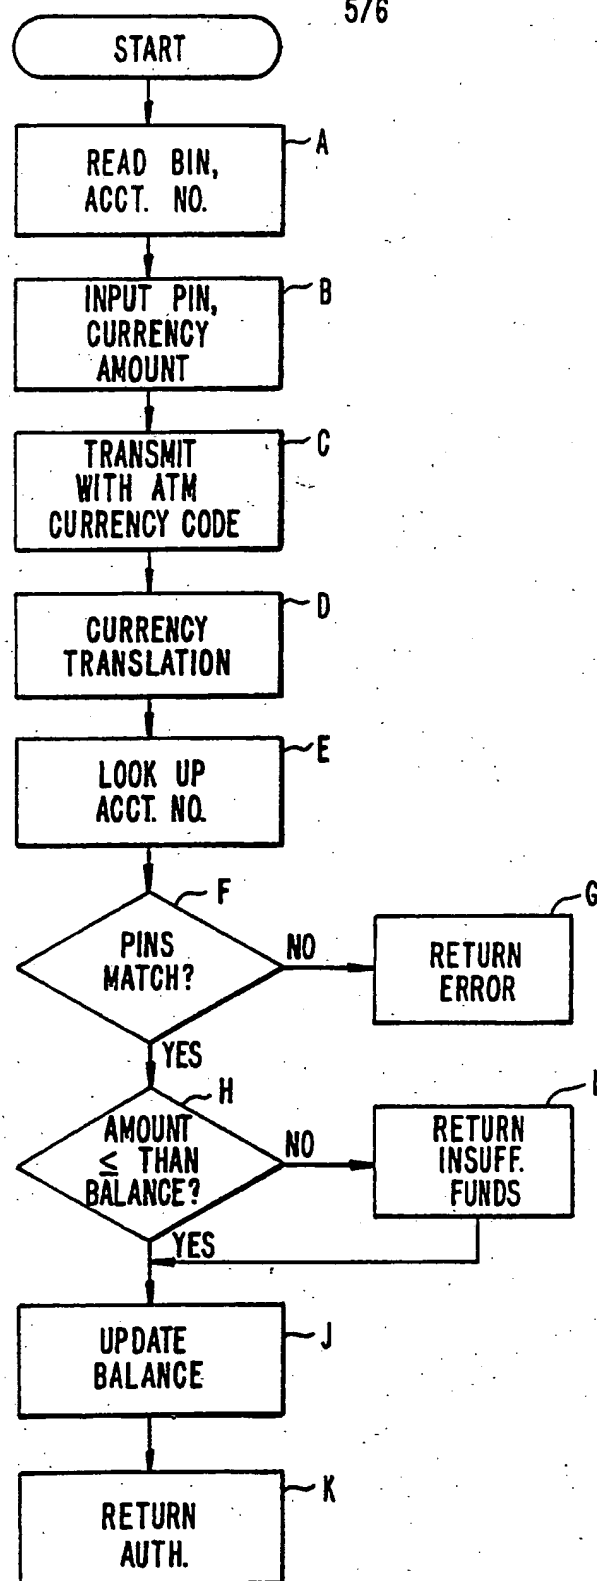 5/6
START
A
READ BIN,
ACCT. NO.
B
INPUT PIN,
CURRENCY
AMOUNT
C
TRANSMIT
WITH ATM
CURRENCY CODE
D
CURRENCY
TRANSLATION
E
LOOK UP
ACCT. NO.
F
PINS
MATCH?
NO
G
RETURN
ERROR
YES
H
AMOUNT
≤ THAN
BALANCE?
NO
I
RETURN
INSUFF.
FUNDS
YES
J
UPDATE
BALANCE
K
RETURN
AUTH.